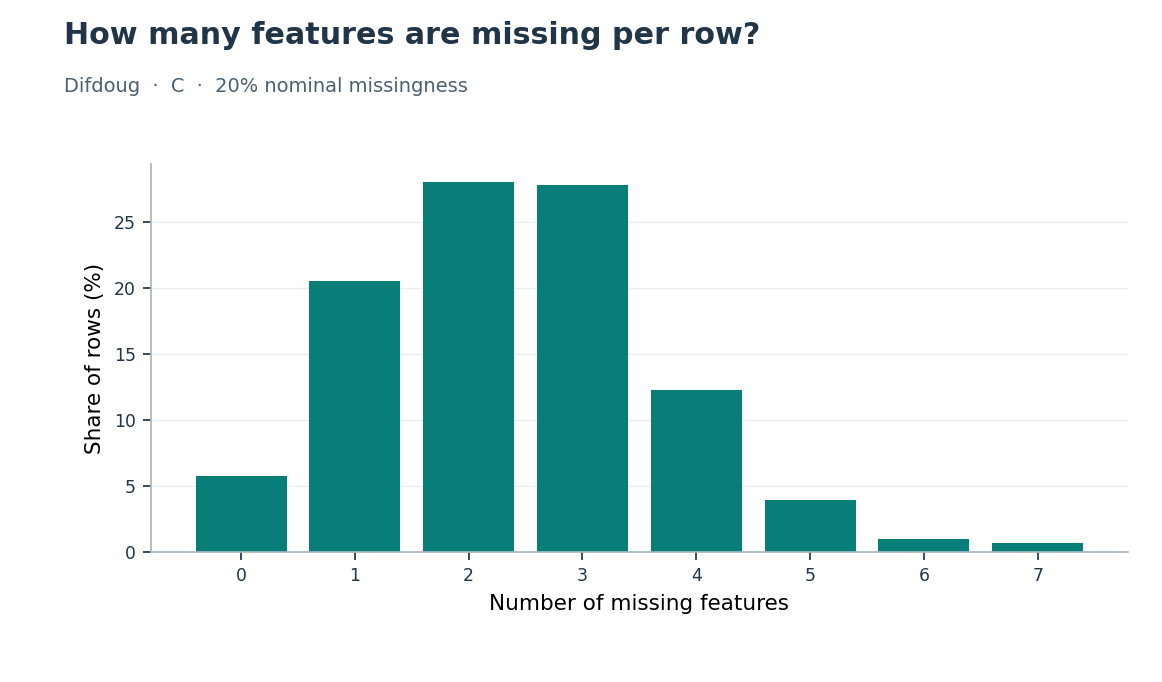 How many features are missing per row?
Difdoug · C · 20% nominal missingness
Share of rows (%)
25
20
15
10
5
0
0 1 2 3 4 5 6 7
Number of missing features